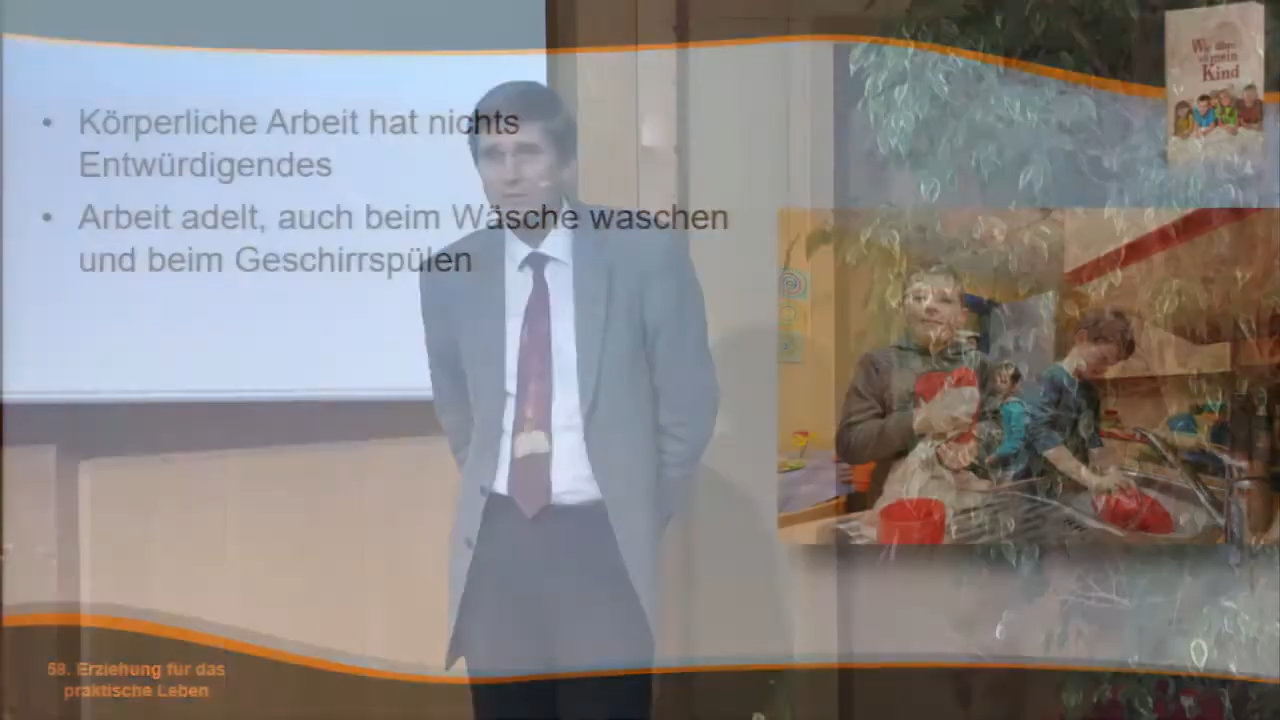 • Körperliche Arbeit hat nichts
Entwürdigendes
• Arbeit adelt, auch beim Wäsche waschen
und beim Geschirrspülen
mein
Kind
58. Erziehung für das
praktische Leben